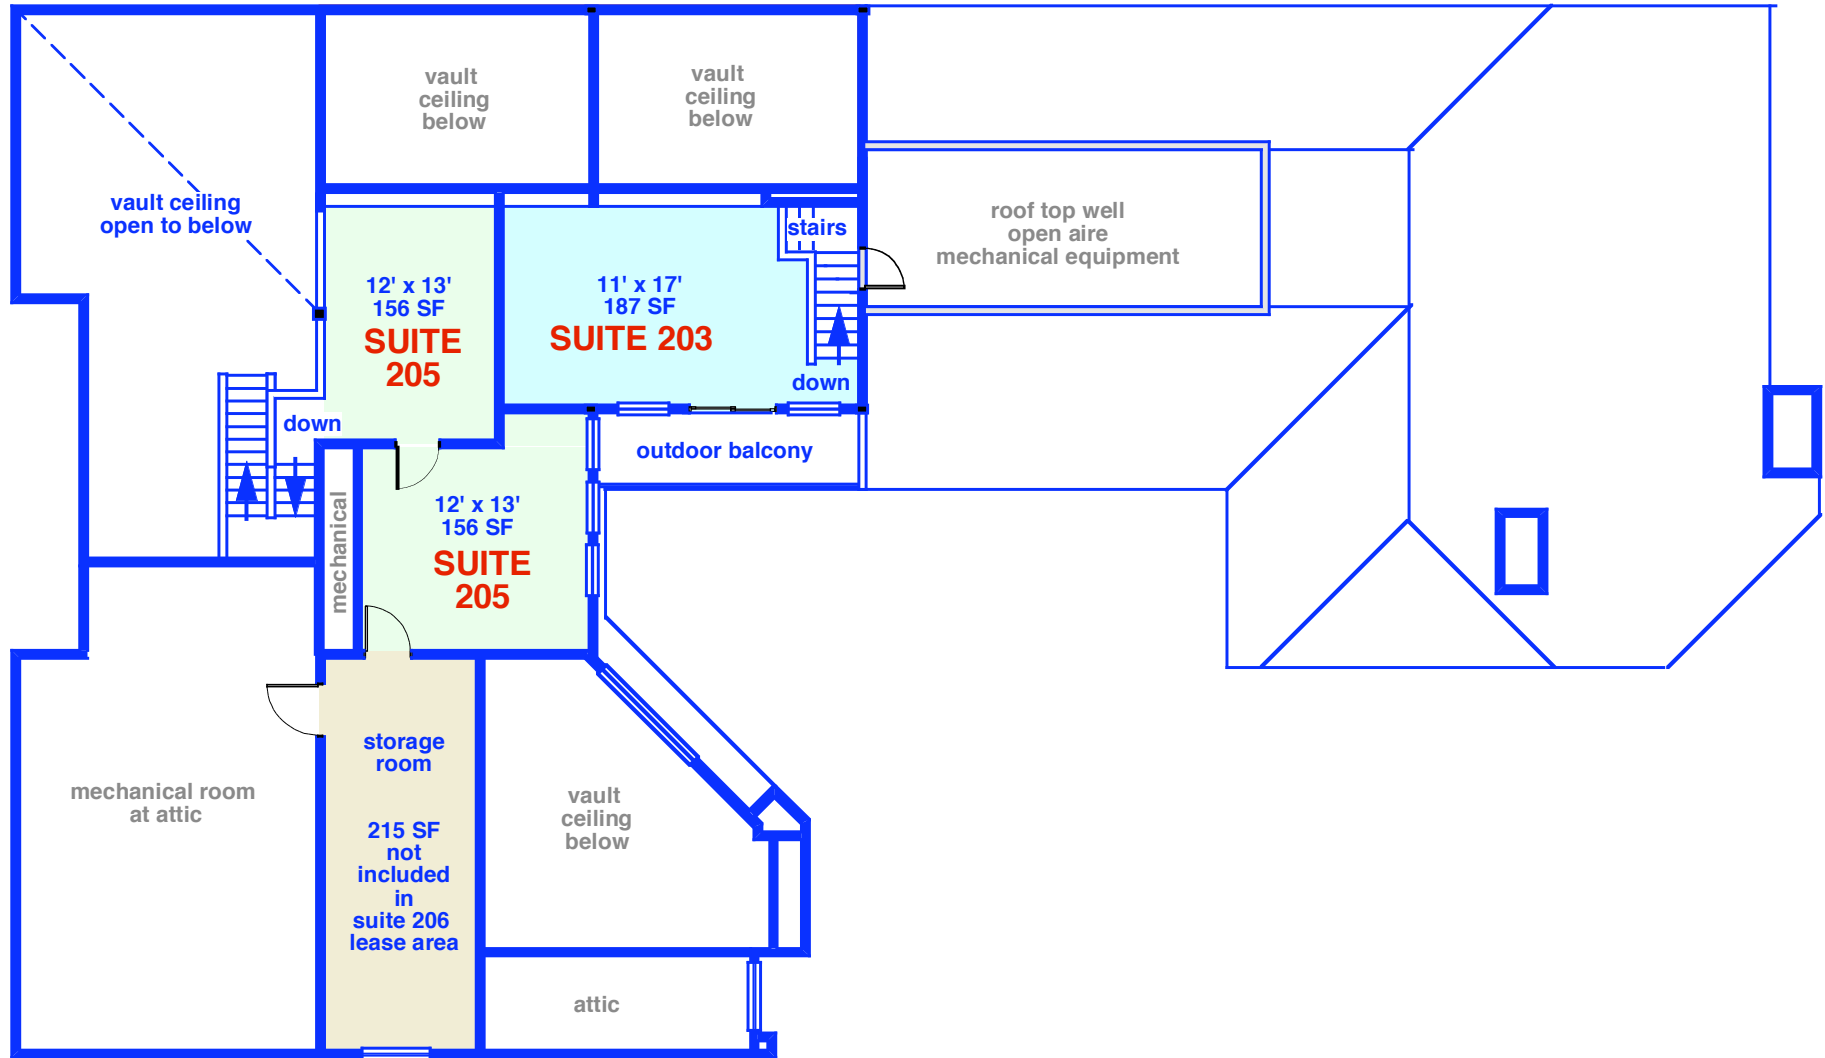 vault
ceiling
below
vault
ceiling
below
vault ceiling
open to below
stairs
roof top well
open aire
mechanical equipment
12' x 13'
156 SF
SUITE
205
11' x 17'
187 SF
SUITE 203
down
down
outdoor balcony
mechanical
12' x 13'
156 SF
SUITE
205
storage
room
mechanical room
at attic
215 SF
not
included
in
suite 206
lease area
vault
ceiling
below
attic